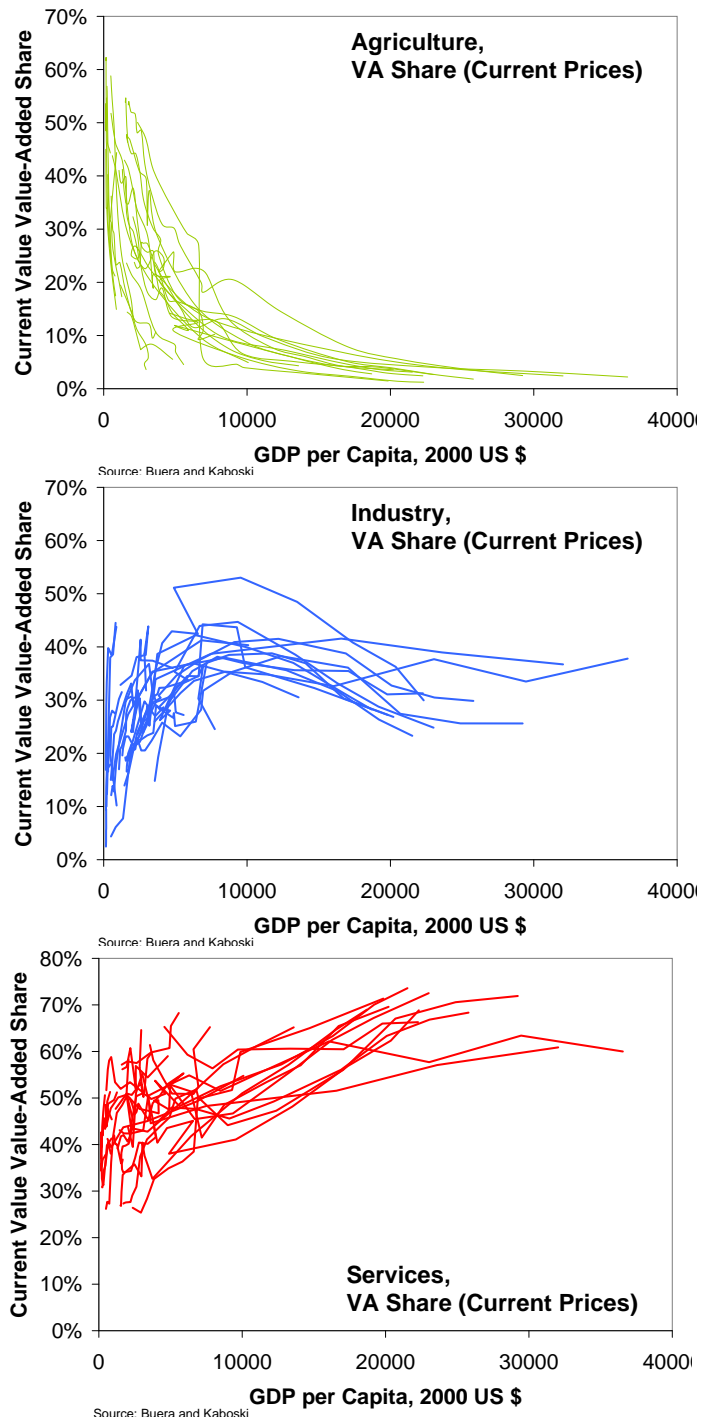 Agriculture,
VA Share (Current Prices)
Current Value Value-Added Share
70%
60%
50%
40%
30%
20%
10%
0%
0 10000 20000 30000 40000
GDP per Capita, 2000 US $
Source: Buera and Kaboski
Industry,
VA Share (Current Prices)
Current Value Value-Added Share
70%
60%
50%
40%
30%
20%
10%
0%
0 10000 20000 30000 40000
GDP per Capita, 2000 US $
Source: Buera and Kaboski
Current Value Value-Added Share
80%
70%
60%
50%
40%
30%
20%
10%
0%
Services,
VA Share (Current Prices)
0 10000 20000 30000 40000
GDP per Capita, 2000 US $
Source: Buera and Kaboski